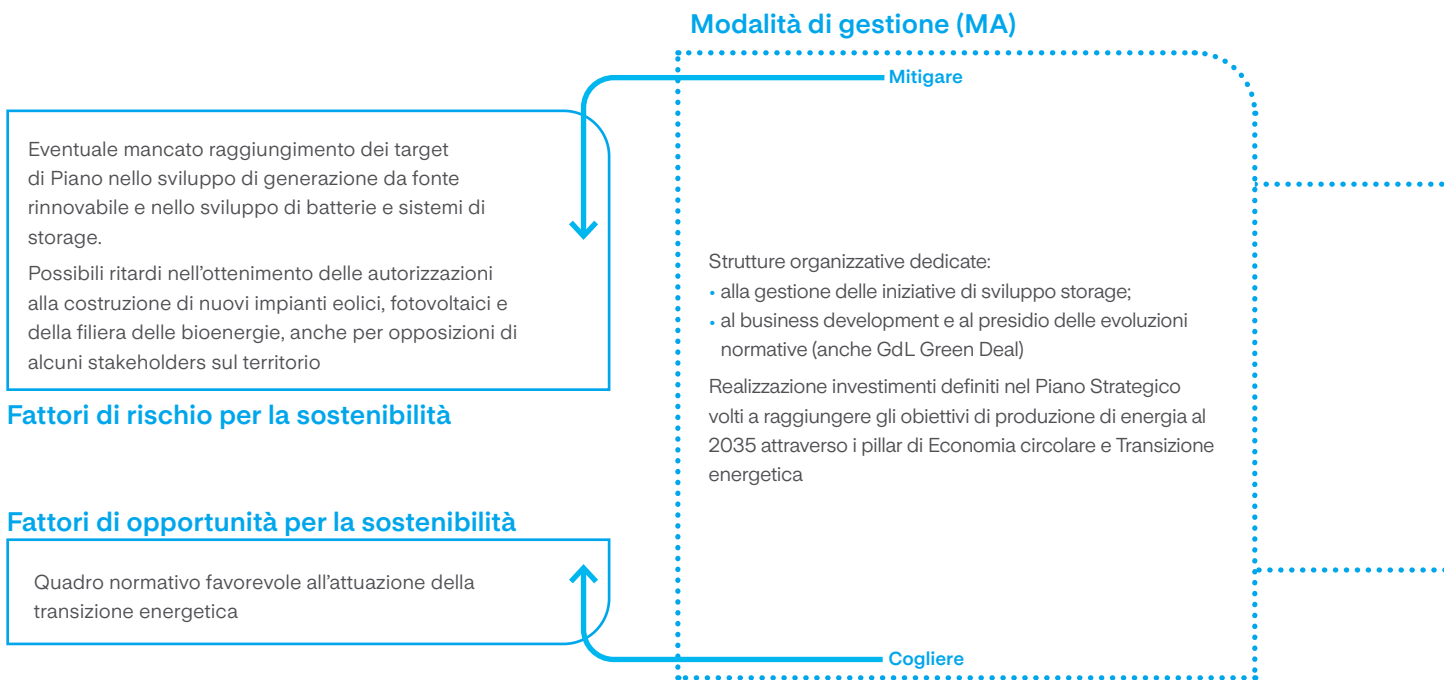 Modalità di gestione (MA)
Mitigare
Eventuale mancato raggiungimento dei target
di Piano nello sviluppo di generazione da fonte
rinnovabile e nello sviluppo di batterie e sistemi di
storage.
Possibili ritardi nell'ottenimento delle autorizzazioni
alla costruzione di nuovi impianti eolici, fotovoltaici e
della filiera delle bioenergie, anche per opposizioni di
alcuni stakeholders sul territorio
Fattori di rischio per la sostenibilità
Fattori di opportunità per la sostenibilità
Quadro normativo favorevole all'attuazione della
transizione energetica
Strutture organizzative dedicate:
• alla gestione delle iniziative di sviluppo storage;
• al business development e al presidio delle evoluzioni
normative (anche GdL Green Deal)
Realizzazione investimenti definiti nel Piano Strategico
volti a raggiungere gli obiettivi di produzione di energia al
2035 attraverso i pillar di Economia circolare e Transizione
energetica
Cogliere